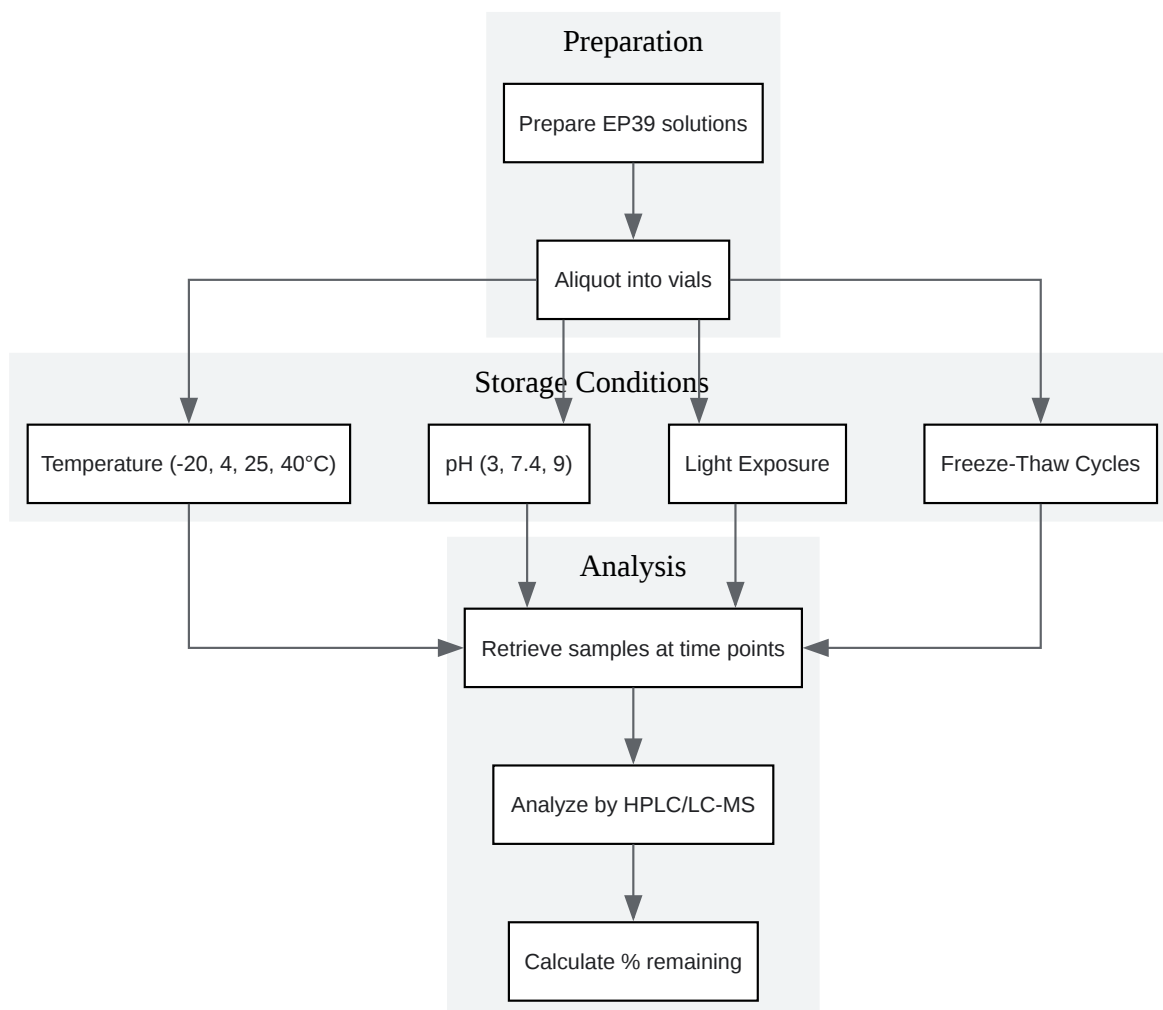 Preparation
Prepare EP39 solutions
Aliquot into vials
Storage Conditions
Temperature (-20, 4, 25, 40°C)
pH (3, 7.4, 9)
Light Exposure
Freeze-Thaw Cycles
Analysis
Retrieve samples at time points
Analyze by HPLC/LC-MS
Calculate % remaining